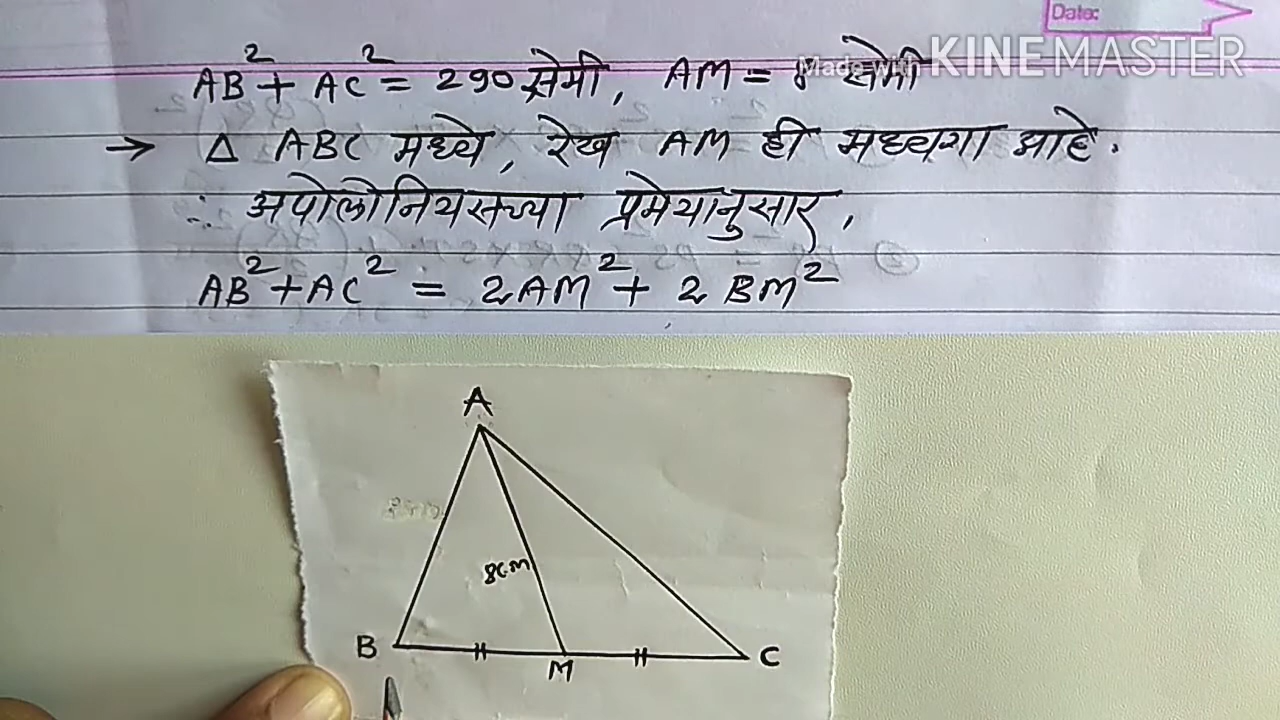 Date:
Made with KINEMASTER
AB² + AC² = 290 सेमी, AM = 8 सेमी
→ △ ABC मध्ये, रेख AM ही मध्यगा आहे.
∴ अपोलोनियसच्या प्रमेयानुसार,
AB² + AC² = 2AM² + 2BM²
A
8cm
B
M
C